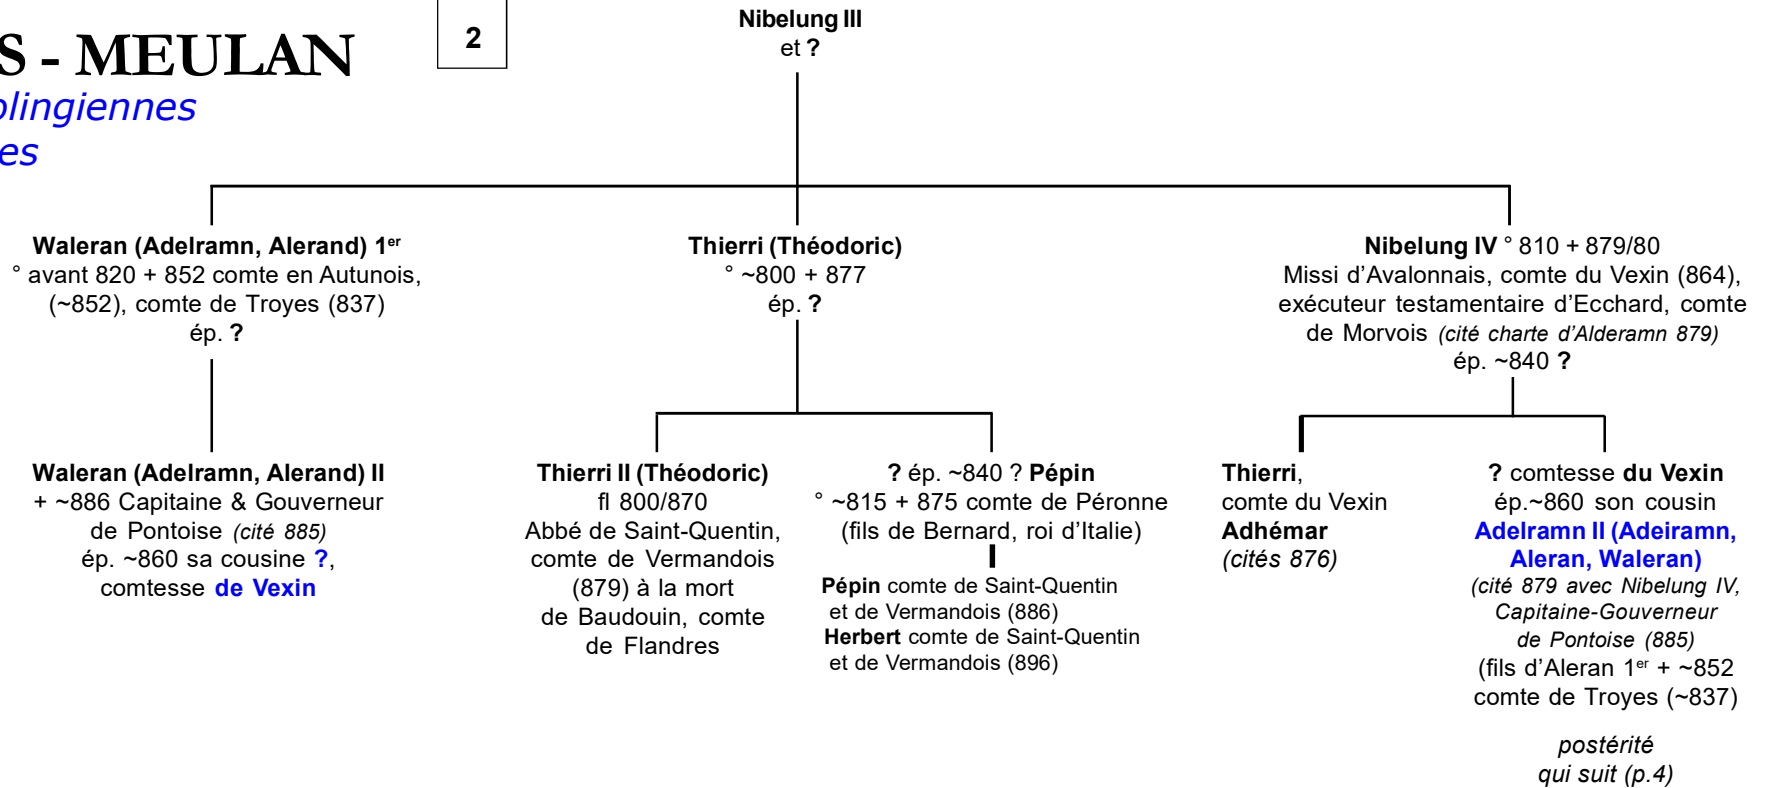 S - MEULAN
olingiennes
es
2
Nibelung III
et ?
Waleran (Adelramn, Alerand) 1er
° avant 820 + 852 comte en Autunois,
(~852), comte de Troyes (837)
ép. ?
Thierri (Théodoric)
° ~800 + 877
ép. ?
Nibelung IV ° 810 + 879/80
Missi d’Avalonnais, comte du Vexin (864),
exécuteur testamentaire d’Ecchard, comte
de Morvois (cité charte d’Alderamn 879)
ép. ~840 ?
Waleran (Adelramn, Alerand) II
+ ~886 Capitaine & Gouverneur
de Pontoise (cité 885)
ép. ~860 sa cousine ?,
comtesse de Vexin
Thierri II (Théodoric)
fl 800/870
Abbé de Saint-Quentin,
comte de Vermandois
(879) à la mort
de Baudouin, comte
de Flandres
? ép. ~840 ? Pépin
° ~815 + 875 comte de Péronne
(fils de Bernard, roi d’Italie)
Pépin comte de Saint-Quentin
et de Vermandois (886)
Herbert comte de Saint-Quentin
et de Vermandois (896)
Thierri,
comte du Vexin
Adhémar
(cités 876)
? comtesse du Vexin
ép.~860 son cousin
Adelramn II (Adeiramn,
Aleran, Waleran)
(cité 879 avec Nibelung IV,
Capitaine-Gouverneur
de Pontoise (885)
(fils d’Aleran 1er + ~852
comte de Troyes (~837)
postérité
qui suit (p.4)